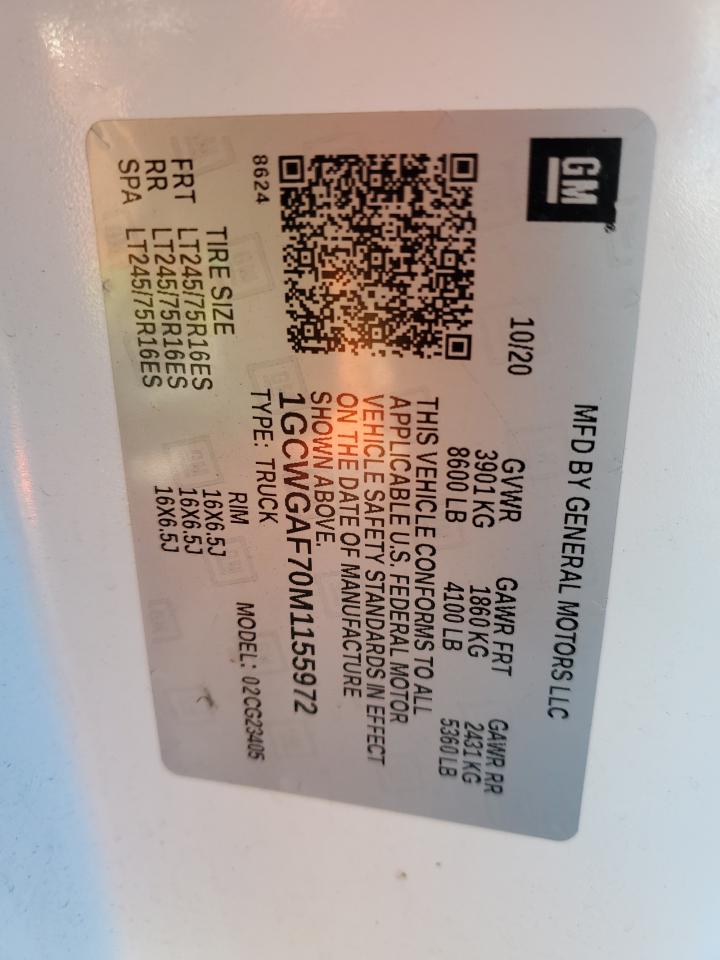 GM®
MFD BY GENERAL MOTORS LLC
10/20
GVWR GAWR FRT GAWR RR
3901 KG 1860 KG 2431 KG
8600 LB 4100 LB 5360 LB
THIS VEHICLE CONFORMS TO ALL
APPLICABLE U.S. FEDERAL MOTOR
VEHICLE SAFETY STANDARDS IN EFFECT
ON THE DATE OF MANUFACTURE
SHOWN ABOVE.
1GCWGAF70M1155972
8624
TYPE: TRUCK MODEL: 02CG23405
TIRE SIZE RIM
FRT LT245/75R16ES 16X6.5J
RR LT245/75R16ES 16X6.5J
SPA LT245/75R16ES 16X6.5J